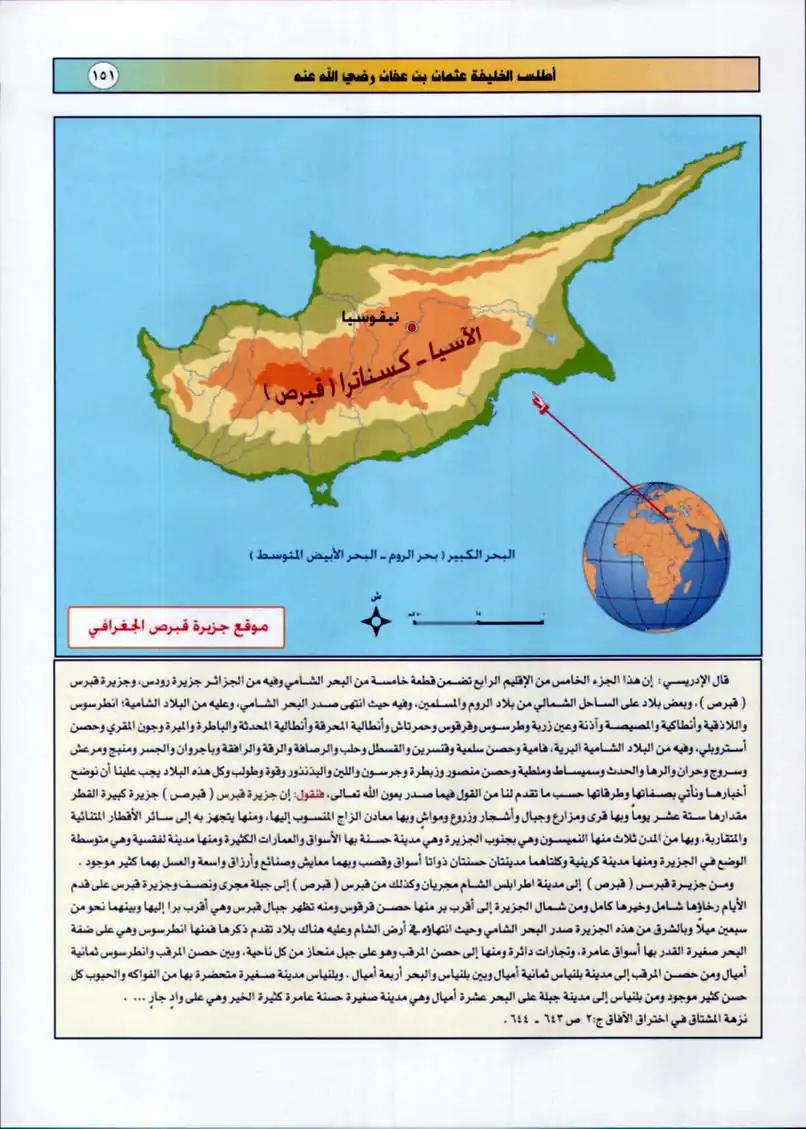 أطلس الخليفة عثمان بن عفان رضي الله عنه
١٥١
نيقوسيا
الآسيا - كسناترا ( قبرص )
البحر الكبير ( بحر الروم - البحر الأبيض المتوسط )
ش
موقع جزيرة قبرص الجغرافي
قال الإدريسي : إن هذا الجزء الخامس من الإقليم الرابع تضمن قطعة خامسة من البحر الشامي وفيه من الجزائر جزيرة رودس، وجزيرة قبرس
( قبرص )، وبعض بلاد على الساحل الشمالي من بلاد الروم والمسلمين، وفيه حيث انتهى صدر البحر الشامي، وعليه من البلاد الشامية؛ انطرسوس
واللاذقية وأنطاكية والمصيصة وآذنة وعين زربة وطرسوس وقرقوس وحمرتاش وأنطالية المحرقة وأنطالية المحدثة والباطرة والميرة وجون المقري وحصن
أستروبلي، وفيه من البلاد الشامية البرية، فامية وحصن سلمية وقنسرين والقسطل وحلب والرصافة والرقة والرافقة وباجروان والجسر ومنبج ومرعش
وسروج وحران والرها والحدث وسميساط وملطية وحصن منصور وزبطرة وجرسون واللين والبذنذور وقوة وطولب وكل هذه البلاد يجب علينا أن نوضح
أخبارها ونأتي بصفاتها وطرقاتها حسب ما تقدم لنا من القول فيما صدر بعون الله تعالى، فنقول: إن جزيرة قبرس ( قبرص ) جزيرة كبيرة القطر
مقدارها ستة عشر يوماً وبها قرى ومزارع وجبال وأشجار وزروع ومواشٍ وبها معادن الزاج المنسوب إليها، ومنها يتجهز به إلى سائر الأقطار المتنائية
والمتقاربة، وبها من المدن ثلاث منها النميسون وهي بجنوب الجزيرة وهي مدينة حسنة بها الأسواق والعمارات الكثيرة ومنها مدينة لفقسية وهي متوسطة
الوضع في الجزيرة ومنها مدينة كرينية وكلتاهما مدينتان حسنتان ذواتا أسواق وقصب وبهما معايش وصنائع وأرزاق واسعة والعسل بهما كثير موجود .
ومن جزيرة قبرس ( قبرص ) إلى مدينة اطرابلس الشام مجريان وكذلك من قبرس ( قبرص ) إلى جبلة مجرى ونصف وجزيرة قبرس على قدم
الأيام رخاؤها شامل وخيرها كامل ومن شمال الجزيرة إلى أقرب بر منها حصن قرقوس ومنه تظهر جبال قبرس وهي أقرب برا إليها وبينهما نحو من
سبعين ميلاً وبالشرق من هذه الجزيرة صدر البحر الشامي وحيث انتهاؤه في أرض الشام وعليه هناك بلاد تقدم ذكرها فمنها انطرسوس وهي على ضفة
البحر صغيرة القدر بها أسواق عامرة، وتجارات دائرة ومنها إلى حصن المرقب وهو على جبل منحاز من كل ناحية، وبين حصن المرقب وانطرسوس ثمانية
أميال ومن حصن المرقب إلى مدينة بلنياس ثمانية أميال وبين بلنياس والبحر أربعة أميال . وبلنياس مدينة صغيرة متحضرة بها من الفواكه والحبوب كل
حسن كثير موجود ومن بلنياس إلى مدينة جبلة على البحر عشرة أميال وهي مدينة صغيرة حسنة عامرة كثيرة الخير وهي على وادٍ جارٍ ... .
نزهة المشتاق في اختراق الآفاق ج:٢ ص ٦٤٣ - ٦٤٤ .